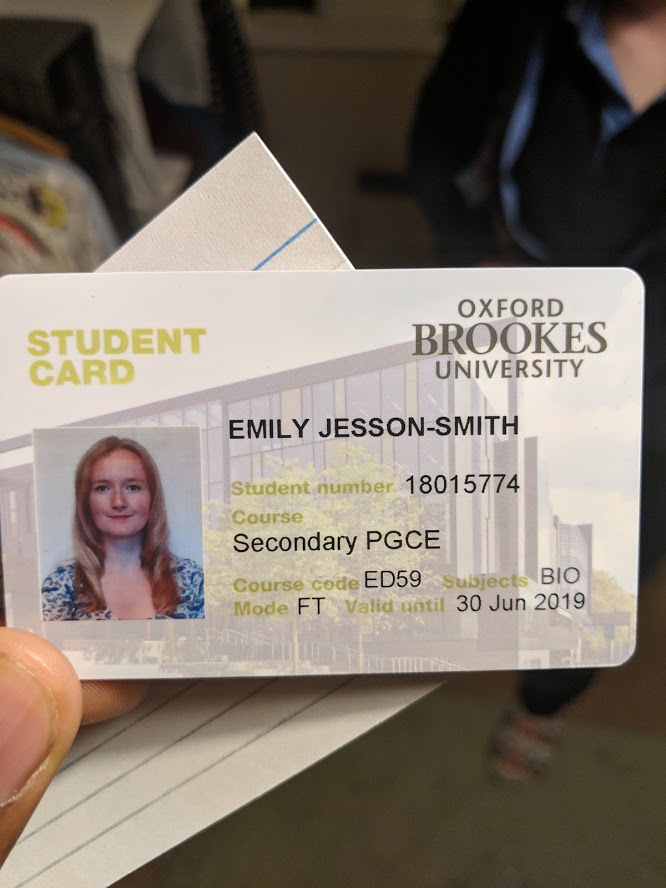 STUDENT
CARD
OXFORD
BROOKES
UNIVERSITY
EMILY JESSON-SMITH
Student number 18015774
Course
Secondary PGCE
Course code ED59 Subjects BIO
Mode FT Valid until 30 Jun 2019